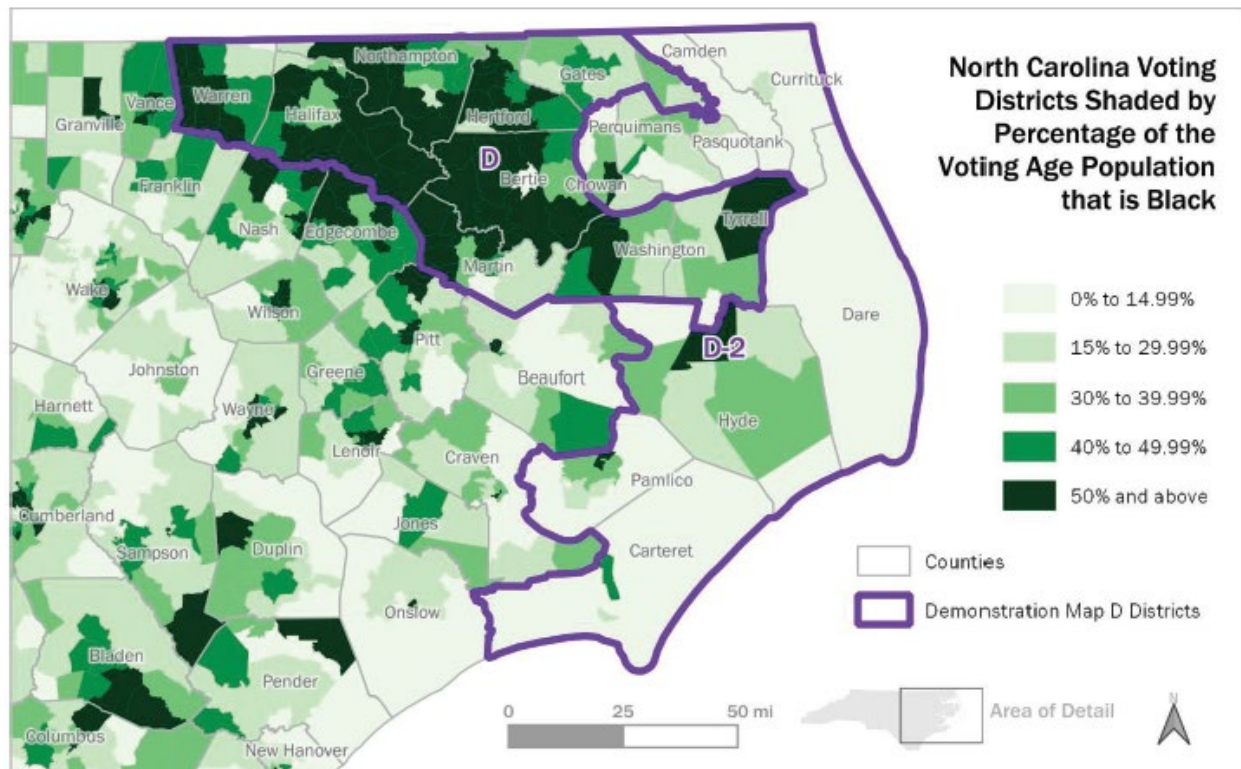 North Carolina Voting
Districts Shaded by
Percentage of the
Voting Age Population
that is Black
0% to 14.99%
15% to 29.99%
30% to 39.99%
40% to 49.99%
50% and above
Counties
Demonstration Map D Districts
Area of Detail
N
0 25 50 mi
Camden
Northampton
Currituck
Gates
Vance
Warren
Halifax
Hertford
Granville
Perquimans
Pasquotank
D
Bertie
Chowan
Franklin
Nash
Edgecombe
Tyrrell
Washington
Martin
Wake
Wilson
Dare
Pitt
D-2
Johnston
Greene
Beaufort
Harnett
Wayne
Hyde
Lenoir
Craven
Pamlico
Cumberland
Jones
Sampson
Duplin
Carteret
Onslow
Bladen
Pender
Columbus
New Hanover